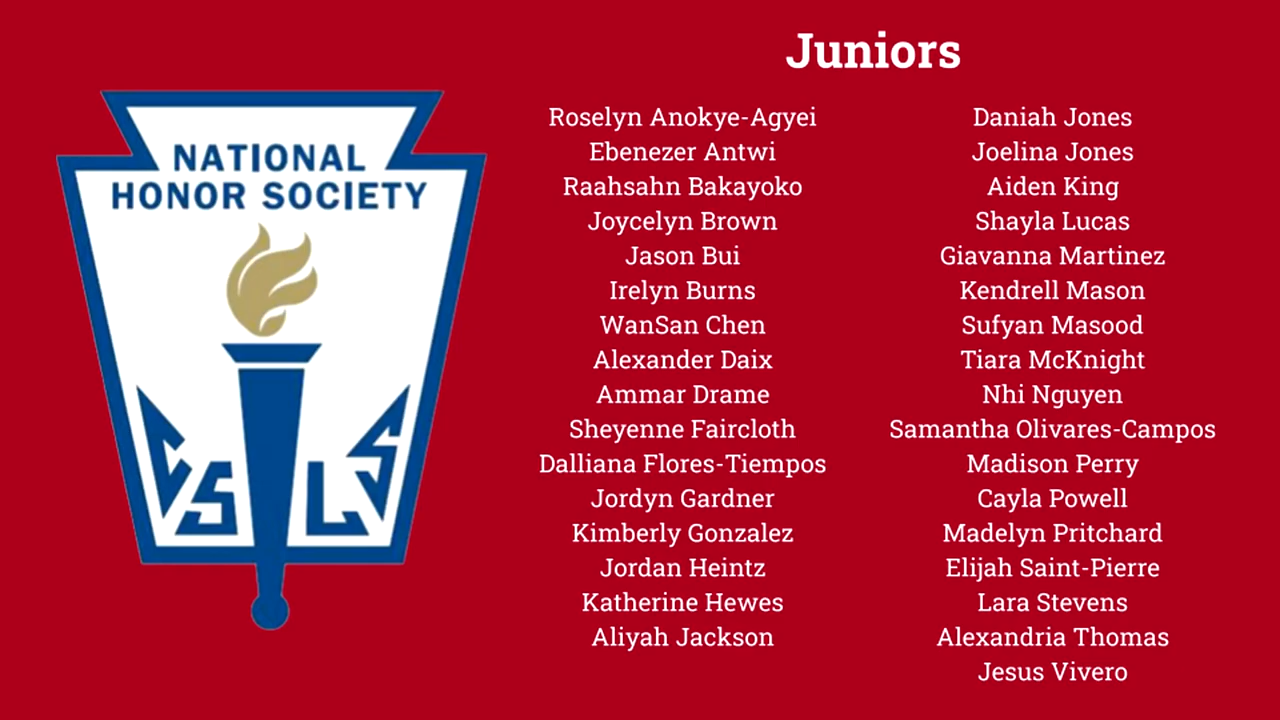 NATIONAL
HONOR SOCIETY
C S L S
Juniors
Roselyn Anokye-Agyei
Ebenezer Antwi
Raahsahn Bakayoko
Joycelyn Brown
Jason Bui
Irelyn Burns
WanSan Chen
Alexander Daix
Ammar Drame
Sheyenne Faircloth
Dalliana Flores-Tiempos
Jordyn Gardner
Kimberly Gonzalez
Jordan Heintz
Katherine Hewes
Aliyah Jackson
Daniah Jones
Joelina Jones
Aiden King
Shayla Lucas
Giavanna Martinez
Kendrell Mason
Sufyan Masood
Tiara McKnight
Nhi Nguyen
Samantha Olivares-Campos
Madison Perry
Cayla Powell
Madelyn Pritchard
Elijah Saint-Pierre
Lara Stevens
Alexandria Thomas
Jesus Vivero